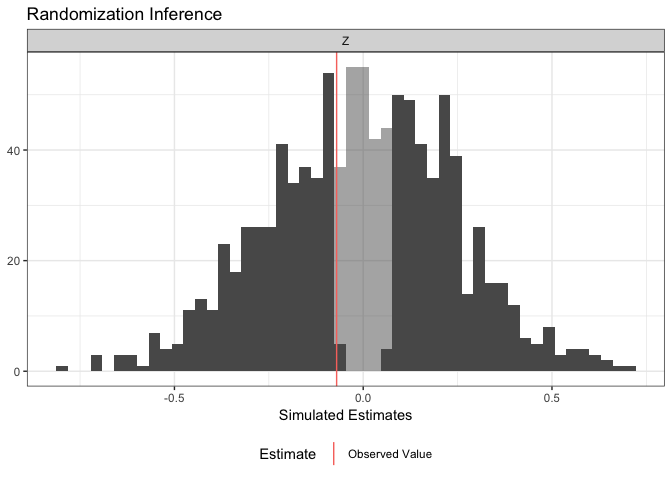 Randomization Inference
Z
40
20
0
-0.5
0.0
0.5
Simulated Estimates
Estimate
Observed Value